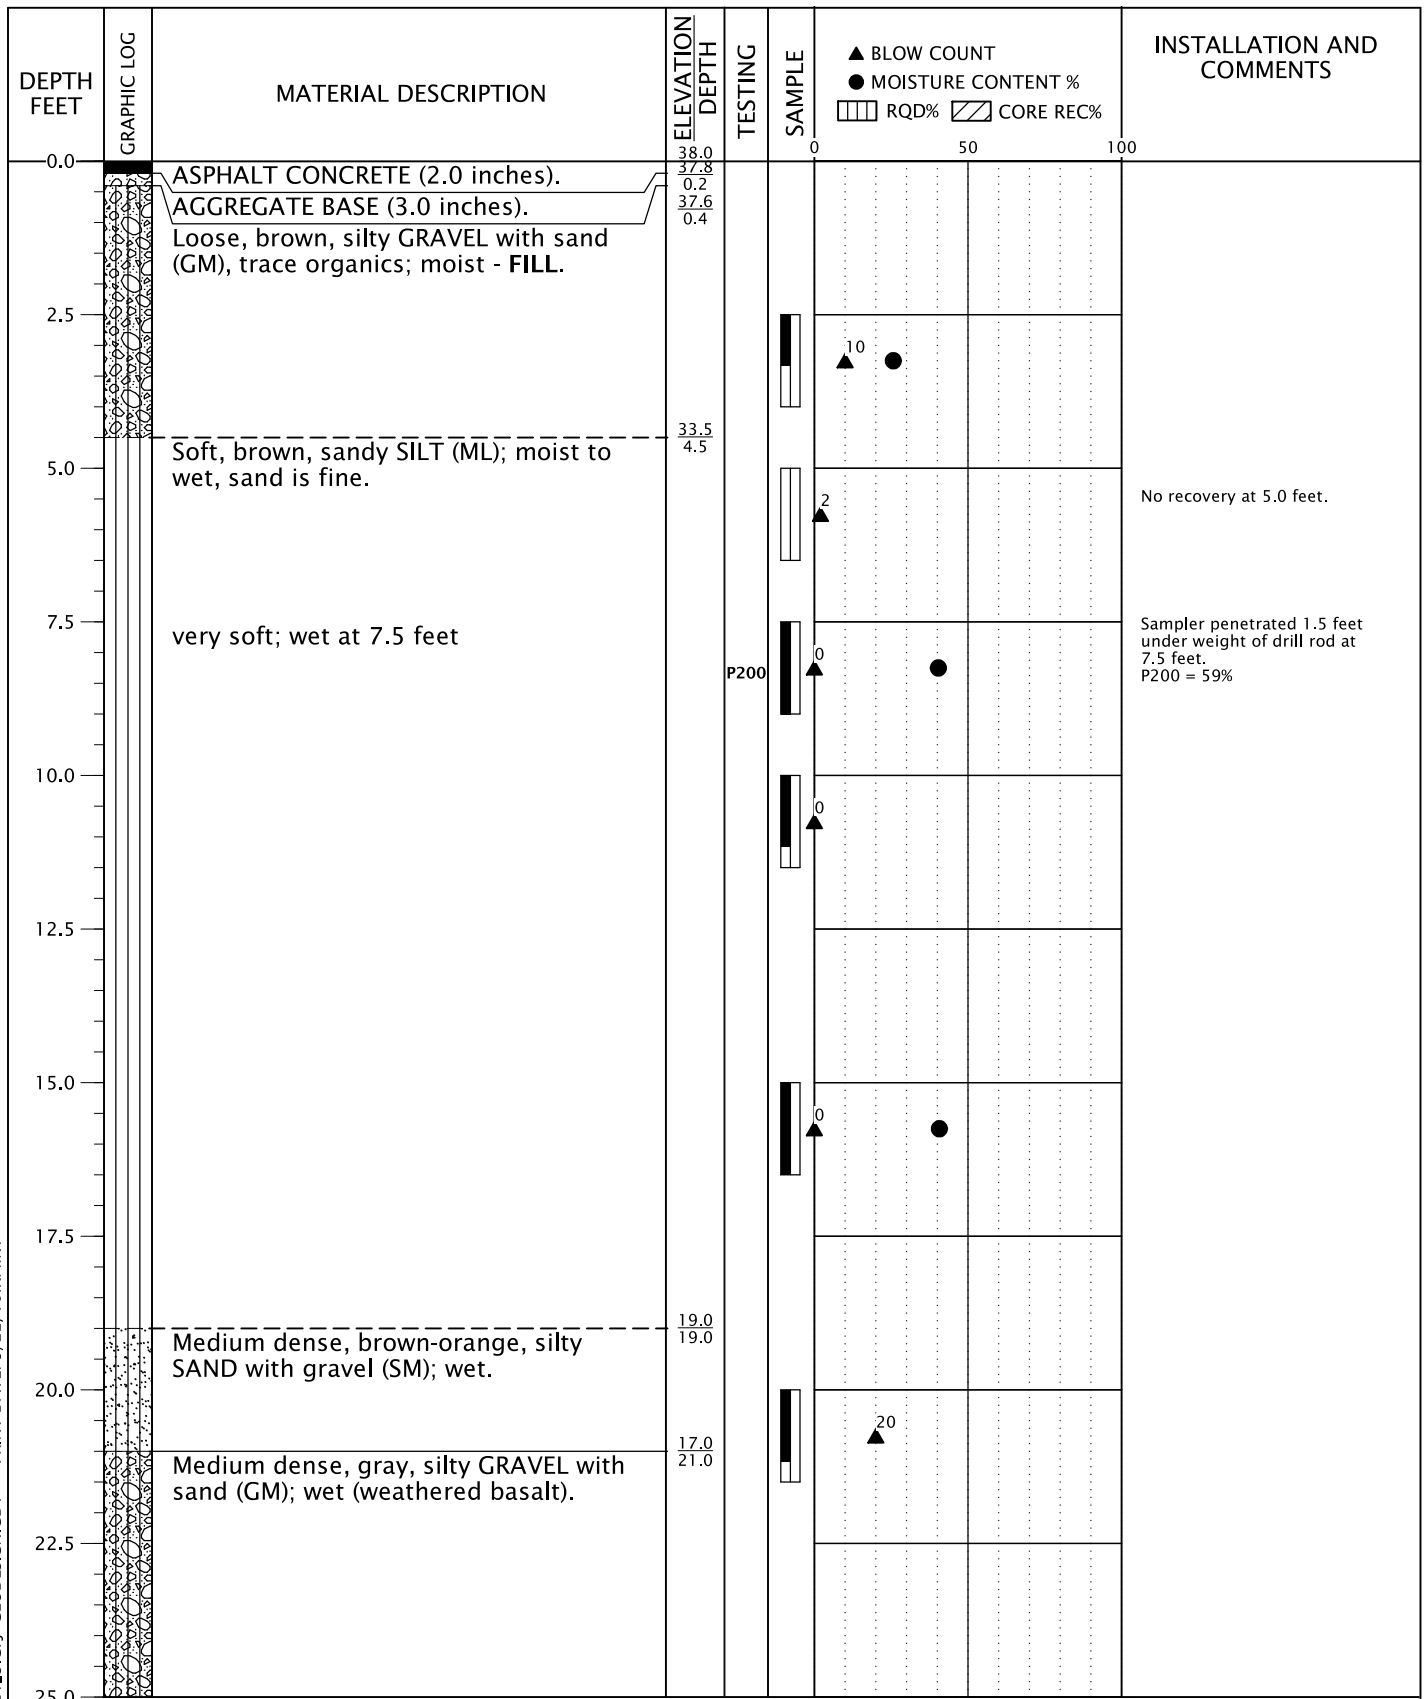 DEPTH
FEET
GRAPHIC LOG
MATERIAL DESCRIPTION
ELEVATION
DEPTH
TESTING
SAMPLE
▲ BLOW COUNT
● MOISTURE CONTENT %
RQD% CORE REC%
0 50 100
INSTALLATION AND
COMMENTS
0.0
38.0
ASPHALT CONCRETE (2.0 inches).
37.8
0.2
AGGREGATE BASE (3.0 inches).
37.6
0.4
Loose, brown, silty GRAVEL with sand
(GM), trace organics; moist - FILL.
2.5
10
33.5
4.5
Soft, brown, sandy SILT (ML); moist to
wet, sand is fine.
5.0
2
No recovery at 5.0 feet.
7.5
very soft; wet at 7.5 feet
P200
0
Sampler penetrated 1.5 feet
under weight of drill rod at
7.5 feet.
P200 = 59%
10.0
0
12.5
15.0
0
17.5
19.0
19.0
Medium dense, brown-orange, silty
SAND with gravel (SM); wet.
20.0
20
17.0
21.0
Medium dense, gray, silty GRAVEL with
sand (GM); wet (weathered basalt).
22.5
25.0